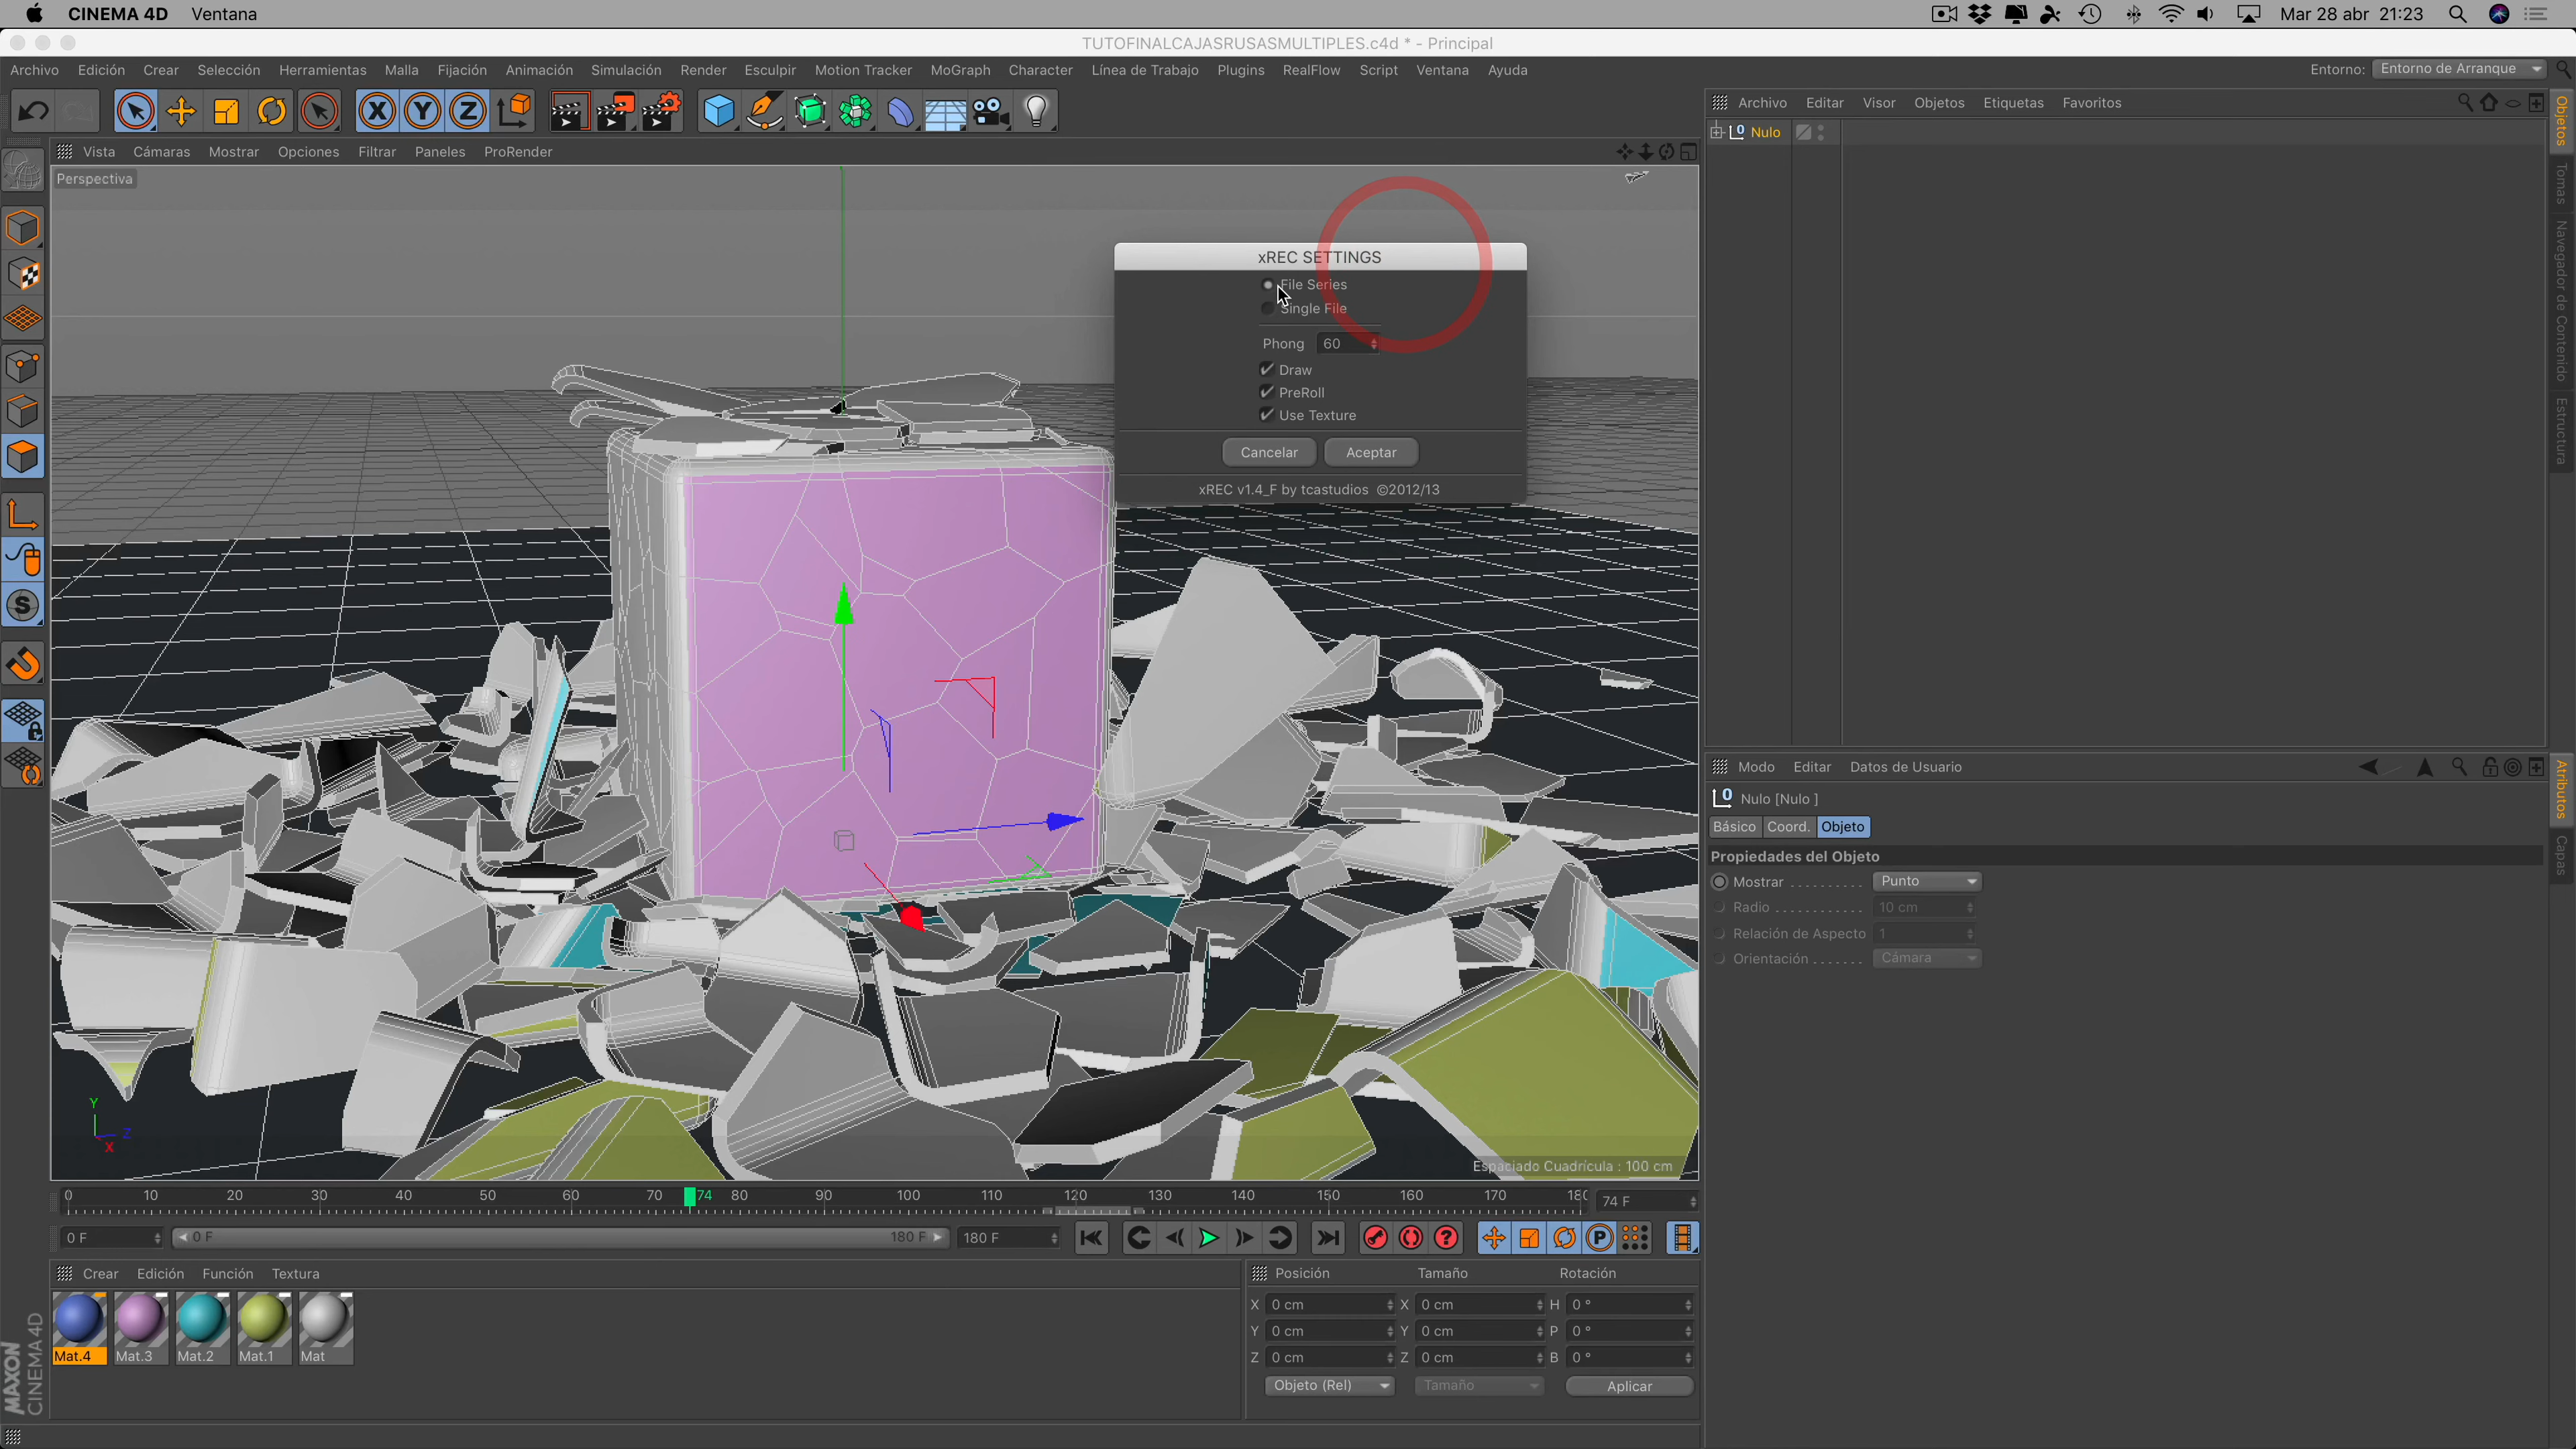 CINEMA 4D Ventana
Mar 28 abr 21:23
TUTOFINALCAJASRUSASMULTIPLES.c4d * - Principal
Archivo Edición Crear Selección Herramientas Malla Fijación Animación Simulación Render Esculpir Motion Tracker MoGraph Character Línea de Trabajo Plugins RealFlow Script Ventana Ayuda
Entorno: Entorno de Arranque
X Y Z
Archivo Editar Visor Objetos Etiquetas Favoritos
Nulo
Vista Cámaras Mostrar Opciones Filtrar Paneles ProRender
Perspectiva
xREC SETTINGS
File Series
Single File
Phong 60
Draw
PreRoll
Use Texture
Cancelar Aceptar
xREC v1.4_F by tcastudios ©2012/13
Objetos
Tomas
Navegador de Contenido
Estructura
Modo Editar Datos de Usuario
Nulo [Nulo ]
Básico Coord. Objeto
Propiedades del Objeto
Mostrar . . . . . . . . . . Punto
Radio . . . . . . . . . . . . 10 cm
Relación de Aspecto 1
Orientación . . . . . . . Cámara
Atributos
Capas
Y
Z
X
Espaciado Cuadrícula : 100 cm
0 10 20 30 40 50 60 70 74 80 90 100 110 120 130 140 150 160 170 180 74 F
0 F 0 F 180 F 180 F
Crear Edición Función Textura
Mat.4 Mat.3 Mat.2 Mat.1 Mat
Posición Tamaño Rotación
X 0 cm X 0 cm H 0 °
Y 0 cm Y 0 cm P 0 °
Z 0 cm Z 0 cm B 0 °
Objeto (Rel) Tamaño Aplicar
MAXON
CINEMA 4D